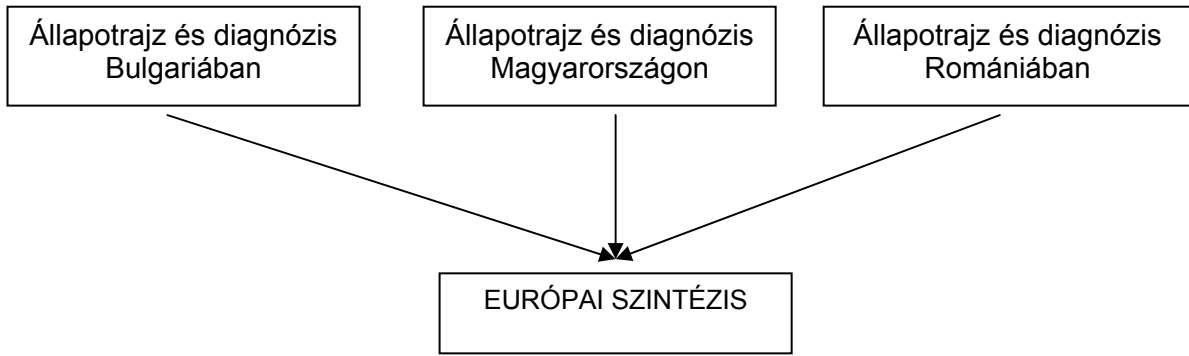 Állapotrajz és diagnózis
Bulgariában
Állapotrajz és diagnózis
Magyarországon
Állapotrajz és diagnózis
Romániában
EURÓPAI SZINTÉZIS